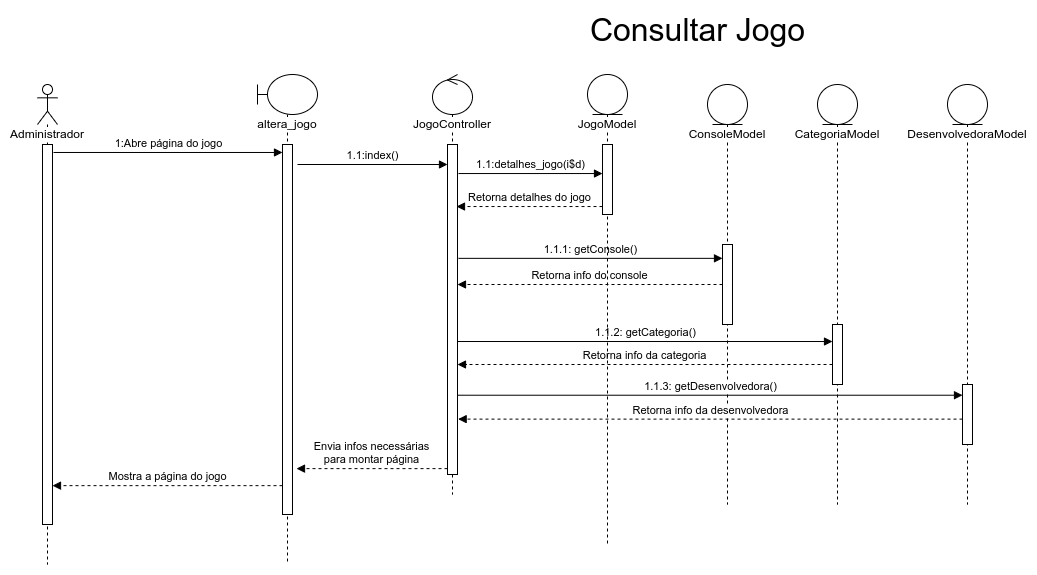 Consultar Jogo
Administrador
altera_jogo
JogoController
JogoModel
ConsoleModel
CategoriaModel
DesenvolvedoraModel
1:Abre página do jogo
1.1:index()
1.1:detalhes_jogo(i$d)
Retorna detalhes do jogo
1.1.1: getConsole()
Retorna info do console
1.1.2: getCategoria()
Retorna info da categoria
1.1.3: getDesenvolvedora()
Retorna info da desenvolvedora
Envia infos necessárias
para montar página
Mostra a página do jogo